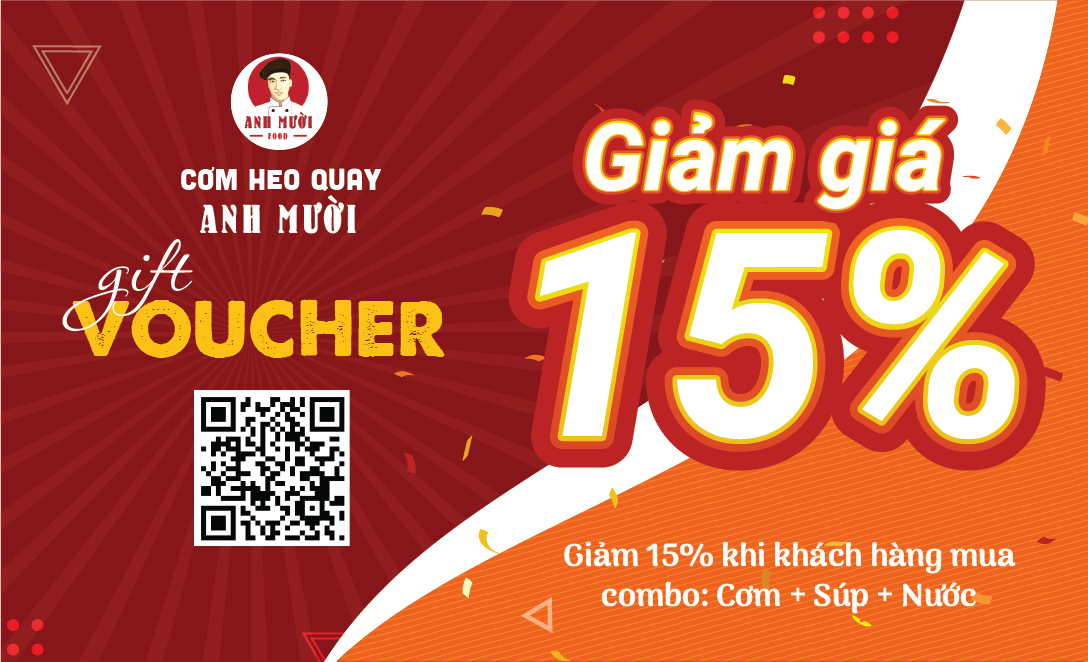 ANH MƯỜI
FOOD
CƠM HEO QUAY
ANH MƯỜI
gift
VOUCHER
Giảm giá
15%
Giảm 15% khi khách hàng mua
combo: Cơm + Súp + Nước